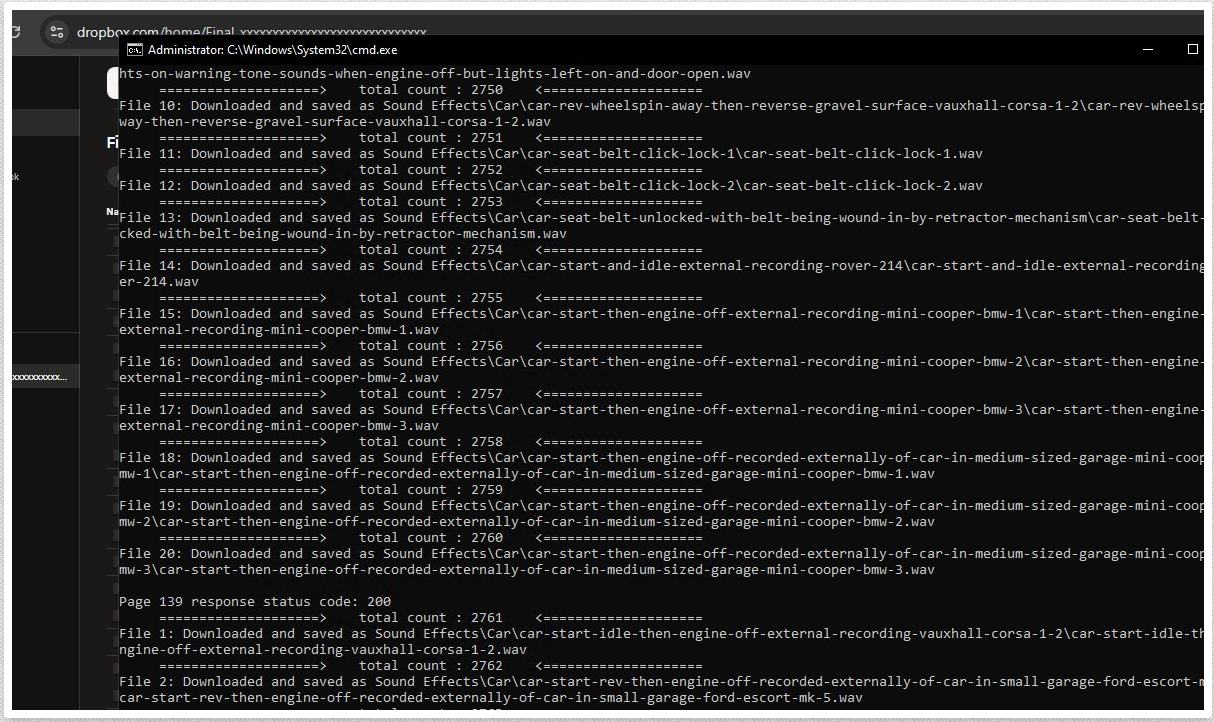 dropbox.com/home/Final
Administrator: C:\Windows\System32\cmd.exe
hts-on-warning-tone-sounds-when-engine-off-but-lights-left-on-and-door-open.wav
====================> total count : 2750 <====================
File 10: Downloaded and saved as Sound Effects\Car\car-rev-wheelspin-away-then-reverse-gravel-surface-vauxhall-corsa-1-2\car-rev-wheelsp
way-then-reverse-gravel-surface-vauxhall-corsa-1-2.wav
====================> total count : 2751 <====================
File 11: Downloaded and saved as Sound Effects\Car\car-seat-belt-click-lock-1\car-seat-belt-click-lock-1.wav
====================> total count : 2752 <====================
File 12: Downloaded and saved as Sound Effects\Car\car-seat-belt-click-lock-2\car-seat-belt-click-lock-2.wav
====================> total count : 2753 <====================
File 13: Downloaded and saved as Sound Effects\Car\car-seat-belt-unlocked-with-belt-being-wound-in-by-retractor-mechanism\car-seat-belt-
cked-with-belt-being-wound-in-by-retractor-mechanism.wav
====================> total count : 2754 <====================
File 14: Downloaded and saved as Sound Effects\Car\car-start-and-idle-external-recording-rover-214\car-start-and-idle-external-recording
er-214.wav
====================> total count : 2755 <====================
File 15: Downloaded and saved as Sound Effects\Car\car-start-then-engine-off-external-recording-mini-cooper-bmw-1\car-start-then-engine-
external-recording-mini-cooper-bmw-1.wav
====================> total count : 2756 <====================
File 16: Downloaded and saved as Sound Effects\Car\car-start-then-engine-off-external-recording-mini-cooper-bmw-2\car-start-then-engine-
external-recording-mini-cooper-bmw-2.wav
====================> total count : 2757 <====================
File 17: Downloaded and saved as Sound Effects\Car\car-start-then-engine-off-external-recording-mini-cooper-bmw-3\car-start-then-engine-
external-recording-mini-cooper-bmw-3.wav
====================> total count : 2758 <====================
File 18: Downloaded and saved as Sound Effects\Car\car-start-then-engine-off-recorded-externally-of-car-in-medium-sized-garage-mini-coop
mw-1\car-start-then-engine-off-recorded-externally-of-car-in-medium-sized-garage-mini-cooper-bmw-1.wav
====================> total count : 2759 <====================
File 19: Downloaded and saved as Sound Effects\Car\car-start-then-engine-off-recorded-externally-of-car-in-medium-sized-garage-mini-coop
mw-2\car-start-then-engine-off-recorded-externally-of-car-in-medium-sized-garage-mini-cooper-bmw-2.wav
====================> total count : 2760 <====================
File 20: Downloaded and saved as Sound Effects\Car\car-start-then-engine-off-recorded-externally-of-car-in-medium-sized-garage-mini-coop
mw-3\car-start-then-engine-off-recorded-externally-of-car-in-medium-sized-garage-mini-cooper-bmw-3.wav
Page 139 response status code: 200
====================> total count : 2761 <====================
File 1: Downloaded and saved as Sound Effects\Car\car-start-idle-then-engine-off-external-recording-vauxhall-corsa-1-2\car-start-idle-th
ngine-off-external-recording-vauxhall-corsa-1-2.wav
====================> total count : 2762 <====================
File 2: Downloaded and saved as Sound Effects\Car\car-start-rev-then-engine-off-recorded-externally-of-car-in-small-garage-ford-escort-m
car-start-rev-then-engine-off-recorded-externally-of-car-in-small-garage-ford-escort-mk-5.wav